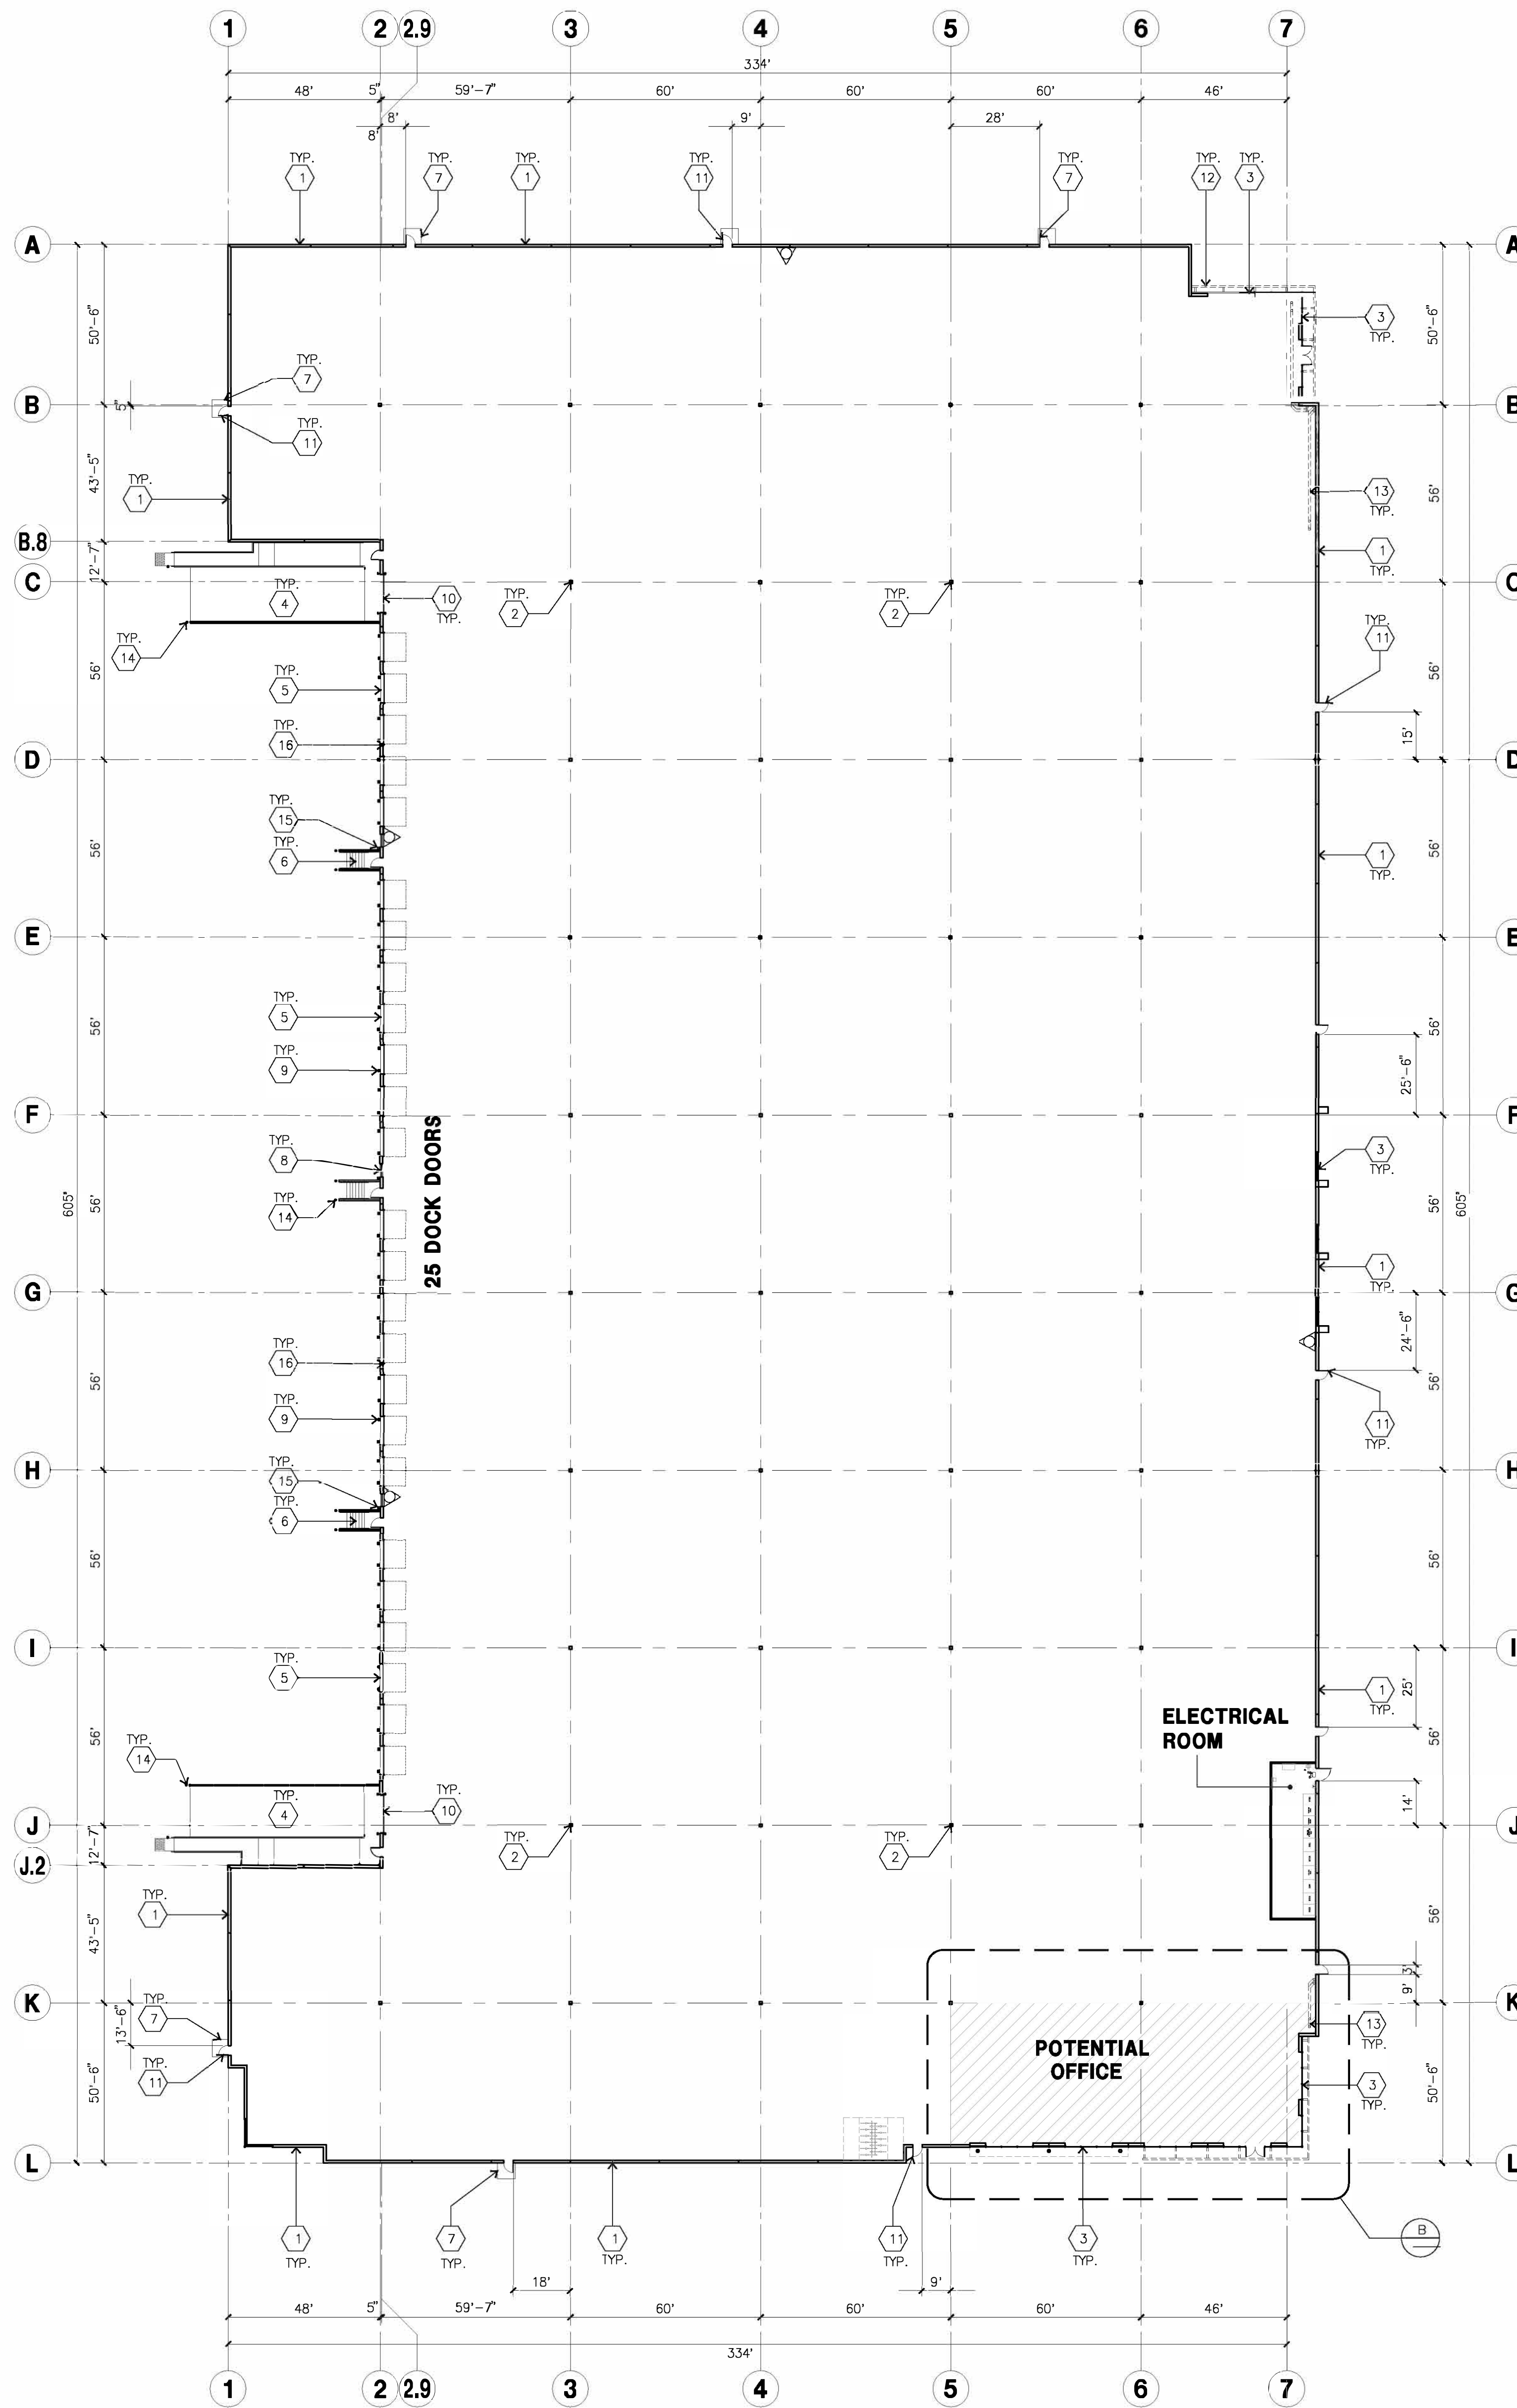 1 2 2.9 3 4 5 6 7
334'
48' 5" 59'-7" 60' 60' 60' 46'
8' 9' 28'
8'
TYP. TYP. TYP. TYP. TYP. TYP. TYP.
1 7 1 11 7 12 3
A A
50'-6" 50'-6"
3
TYP.
TYP.
7
B B
5"
TYP.
11
43'-5" 56'
TYP.
1
13
TYP.
B.8
12'-7"
1
TYP.
C C
TYP.
4
10
TYP.
2 TYP.
2 TYP.
TYP.
14
TYP.
11
56' 56'
TYP.
5
TYP.
16
15'
D D
TYP.
15
TYP.
6
56' 56'
1
TYP.
E E
TYP.
5
56' 56'
TYP.
9
25'-6"
F F
25 DOCK DOORS
TYP.
8
3
TYP.
605" 56' 56' 605"
TYP.
14
1
TYP.
G G
24'-6"
TYP.
16
56' 56'
TYP.
9
11
TYP.
H H
TYP.
15
TYP.
6
56' 56'
I I
TYP.
5
1
TYP.
25'
ELECTRICAL
ROOM
56' 56'
TYP.
14
TYP.
4
TYP.
10
14'
J J
12'-7"
TYP.
2
TYP.
2
J.2
TYP.
1
43'-5" 56'
3'
9'
K K
TYP.
7
13'-6"
13
TYP.
POTENTIAL
OFFICE
TYP.
11
50'-6" 50'-6"
3
TYP.
L L
1 7 1 11 3 B
TYP. TYP. TYP. TYP. TYP.
18' 9'
48' 5" 59'-7" 60' 60' 60' 46'
334'
1 2 2.9 3 4 5 6 7